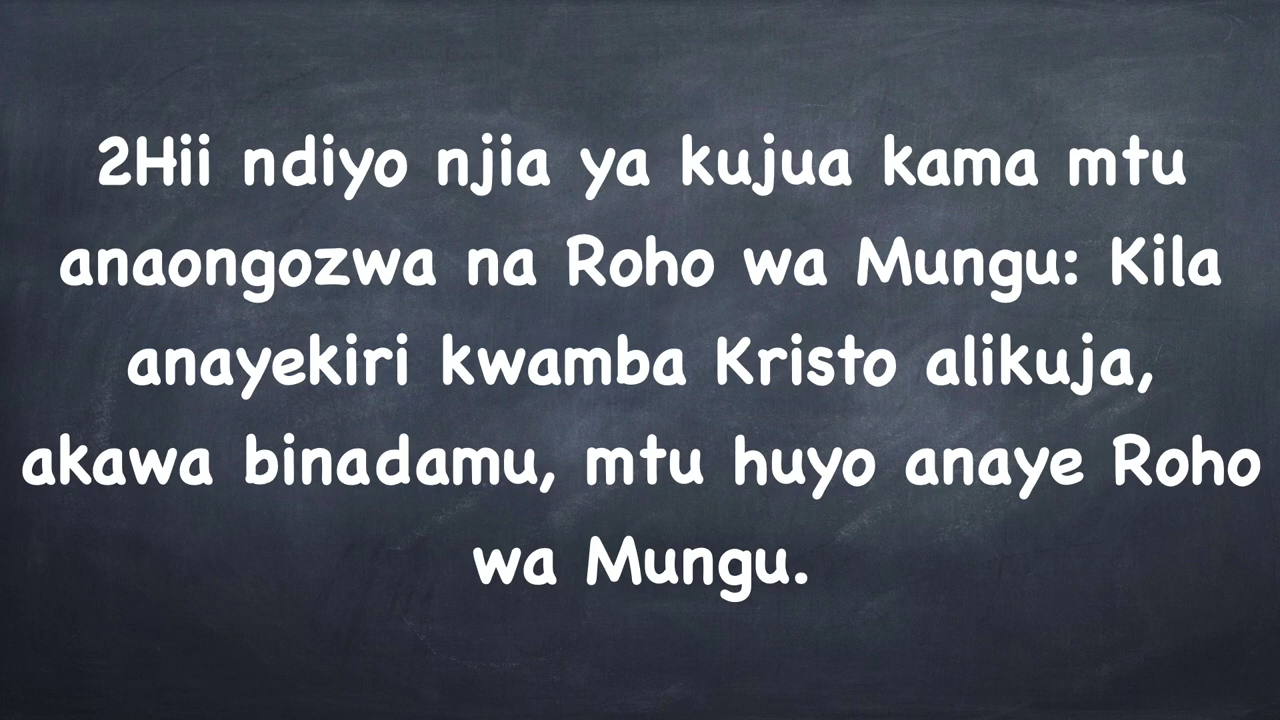 2Hii ndiyo njia ya kujua kama mtu
anaongozwa na Roho wa Mungu: Kila
anayekiri kwamba Kristo alikuja,
akawa binadamu, mtu huyo anaye Roho
wa Mungu.